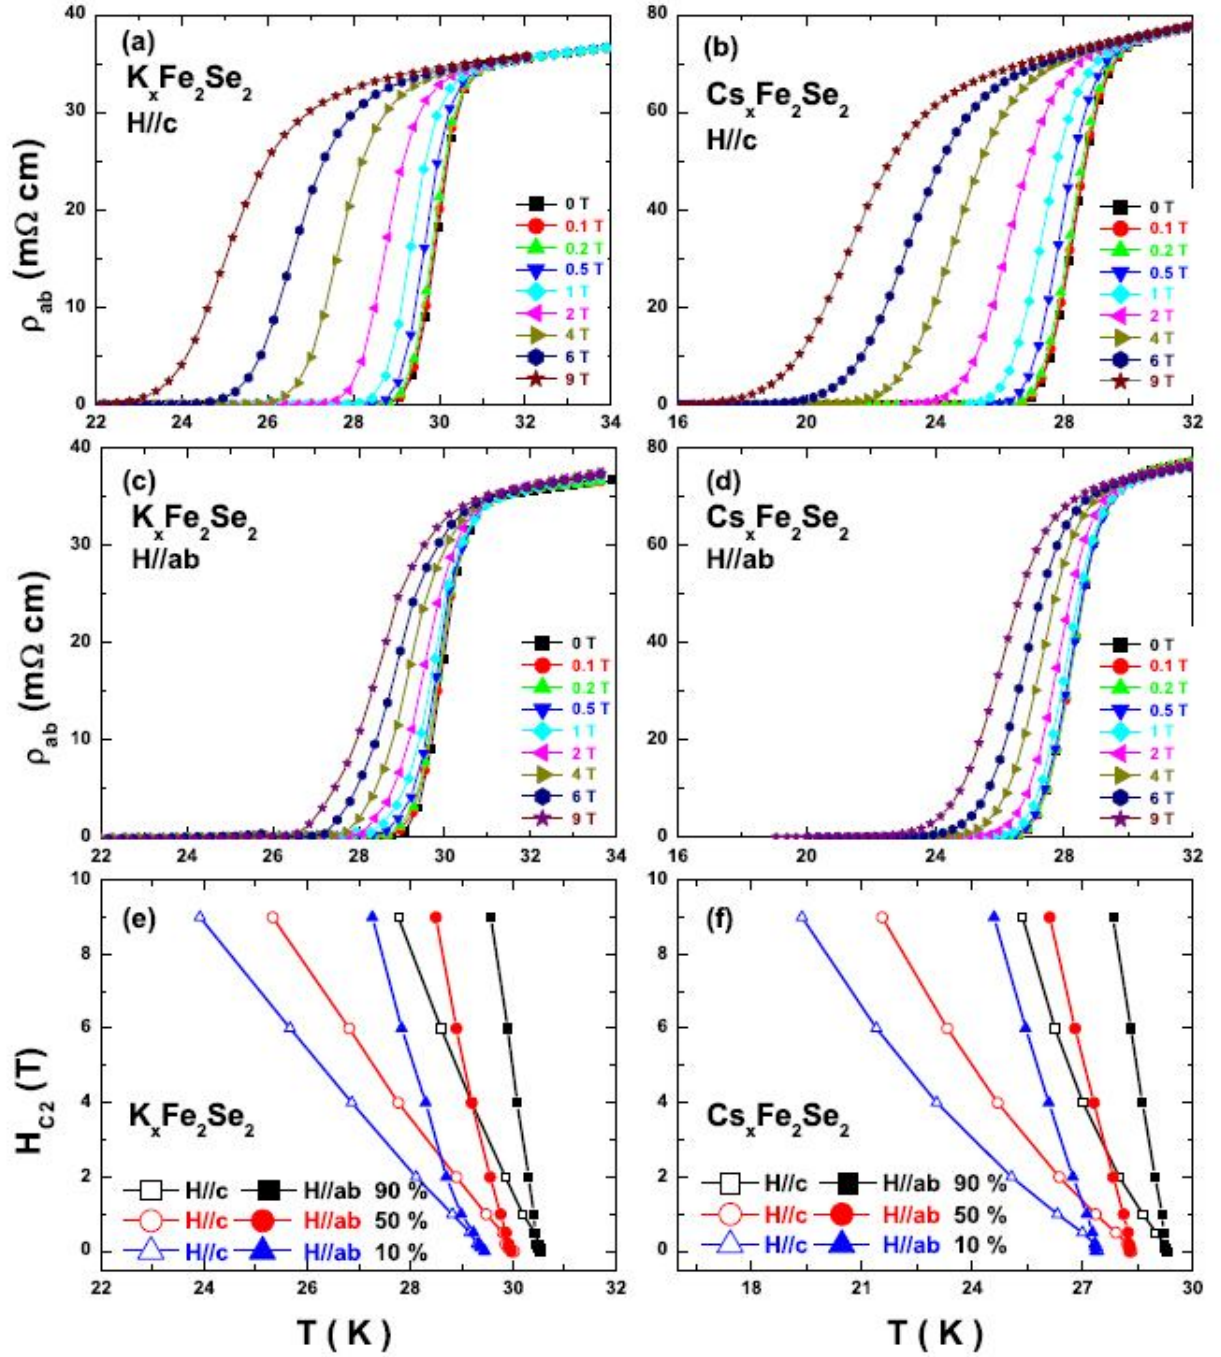 (a)
KxFe2Se2
H//c
ρab (mΩ cm)
40
30
20
10
0
0 T
0.1 T
0.2 T
0.5 T
1 T
2 T
4 T
6 T
9 T
22 24 26 28 30 32 34
(b)
CsxFe2Se2
H//c
80
60
40
20
0
0 T
0.1 T
0.2 T
0.5 T
1 T
2 T
4 T
6 T
9 T
16 20 24 28 32
(c)
KxFe2Se2
H//ab
ρab (mΩ cm)
40
30
20
10
0
0 T
0.1 T
0.2 T
0.5 T
1 T
2 T
4 T
6 T
9 T
22 24 26 28 30 32 34
(d)
CsxFe2Se2
H//ab
80
60
40
20
0
0 T
0.1 T
0.2 T
0.5 T
1 T
2 T
4 T
6 T
9 T
16 20 24 28 32
(e)
HC2 (T)
10
8
6
4
2
0
KxFe2Se2
H//c H//ab 90 %
H//c H//ab 50 %
H//c H//ab 10 %
22 24 26 28 30 32
T ( K )
(f)
10
8
6
4
2
0
CsxFe2Se2
H//c H//ab 90 %
H//c H//ab 50 %
H//c H//ab 10 %
18 21 24 27 30
T ( K )